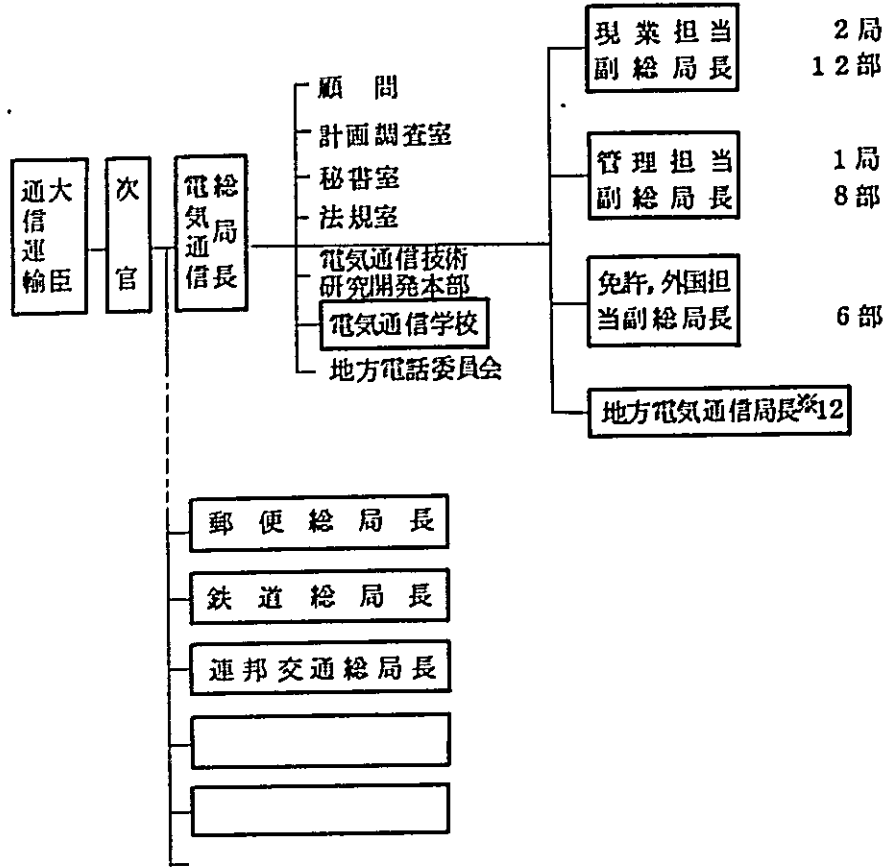 通信運輸
大臣
次官
電気通信
総局長
顧問
計画調査室
秘書室
法規室
電気通信技術
研究開発本部
電気通信学校
地方電話委員会
現業担当 2局
副総局長 12部
管理担当 1局
副総局長 8部
免許,外国担
当副総局長 6部
地方電気通信局長※12
郵便総局長
鉄道総局長
連邦交通総局長